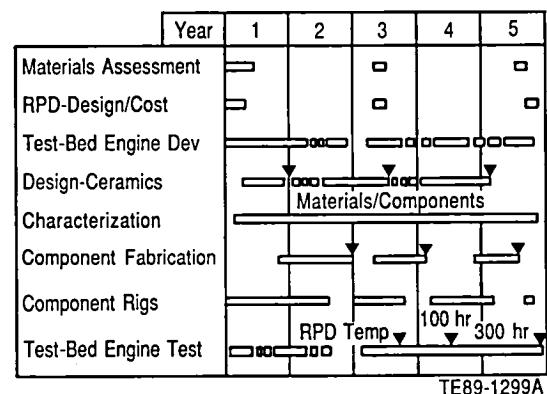 Year 1 2 3 4 5
Materials Assessment
RPD-Design/Cost
Test-Bed Engine Dev
Design-Ceramics
Materials/Components
Characterization
Component Fabrication
Component Rigs
100 hr
RPD Temp 300 hr
Test-Bed Engine Test
TE89-1299A